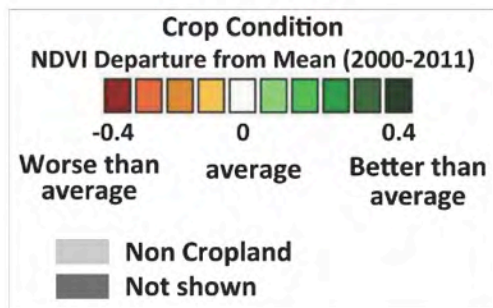 Crop Condition
NDVI Departure from Mean (2000-2011)
-0.4 0 0.4
Worse than average average Better than average
Non Cropland
Not shown